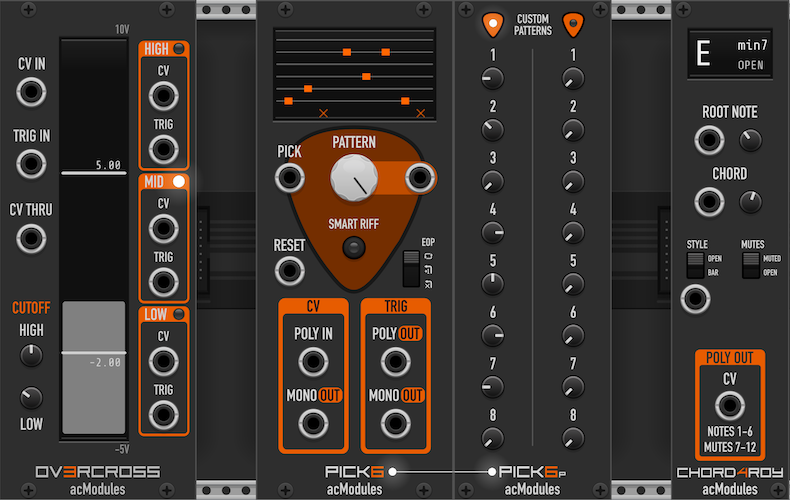 10V
HIGH
CV IN
CV
TRIG IN
TRIG
5.00
MID
CV THRU
CV
TRIG
CUTOFF
HIGH
LOW
CV
-2.00
TRIG
LOW
-5V
OV3RCROSS
acModules
PICK
PATTERN
SMART RIFF
RESET
EOP
CV
TRIG
POLY IN
POLY OUT
MONO OUT
MONO OUT
PICK6
acModules
CUSTOM
PATTERNS
1 1
2 2
3 3
4 4
5 5
6 6
7 7
8 8
PICK6P
acModules
E min7
OPEN
ROOT NOTE
CHORD
STYLE MUTES
OPEN MUTED
BAR OPEN
POLY OUT
CV
NOTES 1-6
MUTES 7-12
CHORD4ROY
acModules